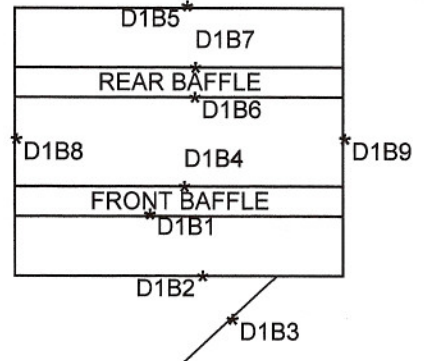 D1B5*
D1B7
*
REAR BAFFLE
*D1B6
*D1B8
*D1B9
D1B4
*
FRONT BAFFLE
*D1B1
D1B2*
*D1B3